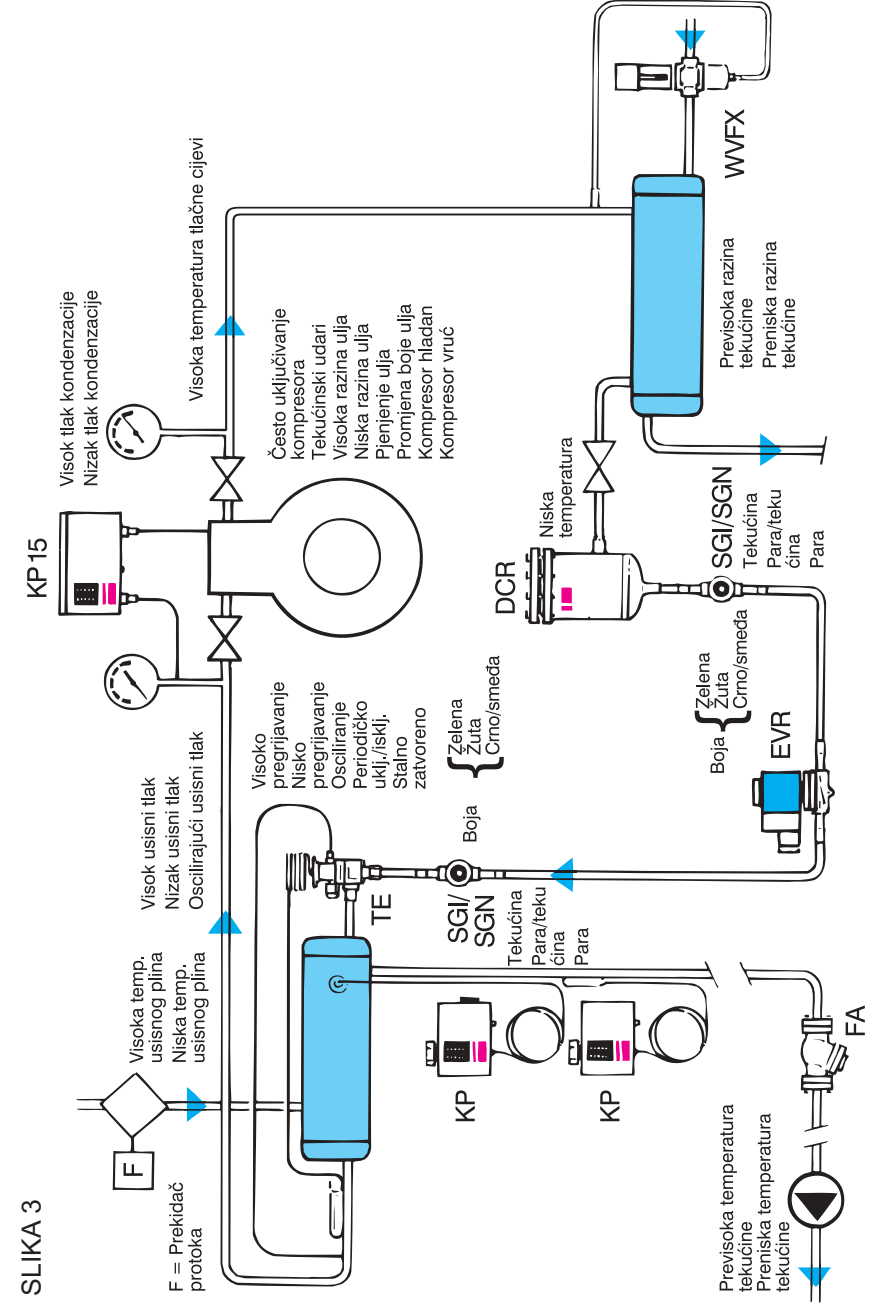 SLIKA 3
F = Prekidač
protoka
F
Visoka temp.
usisnog plina
Niska temp.
usisnog plina
Visok usisni tlak
Nizak usisni tlak
Oscilirajući usisni tlak
KP 15
Visok tlak kondenzacije
Nizak tlak kondenzacije
Visoka temperatura tlačne cijevi
Često uključivanje
kompresora
Tekućinski udari
Visoka razina ulja
Niska razina ulja
Pjenjenje ulja
Promjena boje ulja
Kompresor hladan
Kompresor vruć
Visoko
pregrijavanje
Nisko
pregrijavanje
Osciliranje
Periodičko
uklj./isklj.
Stalno
zatvoreno
TE
SGI/
SGN
Boja
Zelena
Žuta
Crno/smeđa
Tekućina
Para/teku
ćina
Para
KP
KP
DCR
Niska
temperatura
SGI/SGN
Tekućina
Para/teku
ćina
Para
Boja
Zelena
Žuta
Crno/smeđa
EVR
WVFX
Previsoka razina
tekućine
Preniska razina
tekućine
Previsoka temperatura
tekućine
Preniska temperatura
tekućine
FA